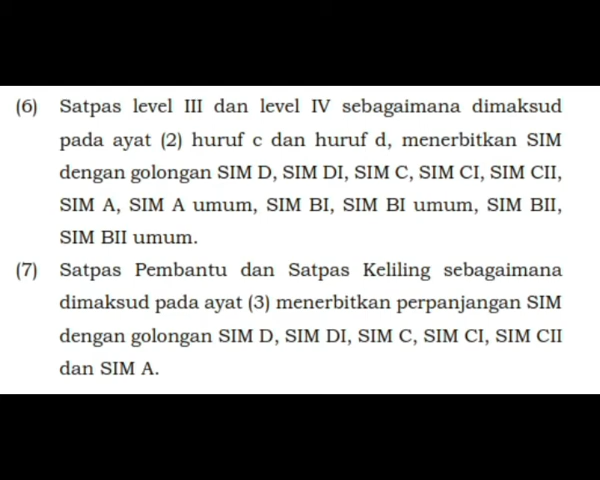 (6) Satpas level III dan level IV sebagaimana dimaksud
pada ayat (2) huruf c dan huruf d, menerbitkan SIM
dengan golongan SIM D, SIM DI, SIM C, SIM CI, SIM CII,
SIM A, SIM A umum, SIM BI, SIM BI umum, SIM BII,
SIM BII umum.
(7) Satpas Pembantu dan Satpas Keliling sebagaimana
dimaksud pada ayat (3) menerbitkan perpanjangan SIM
dengan golongan SIM D, SIM DI, SIM C, SIM CI, SIM CII
dan SIM A.